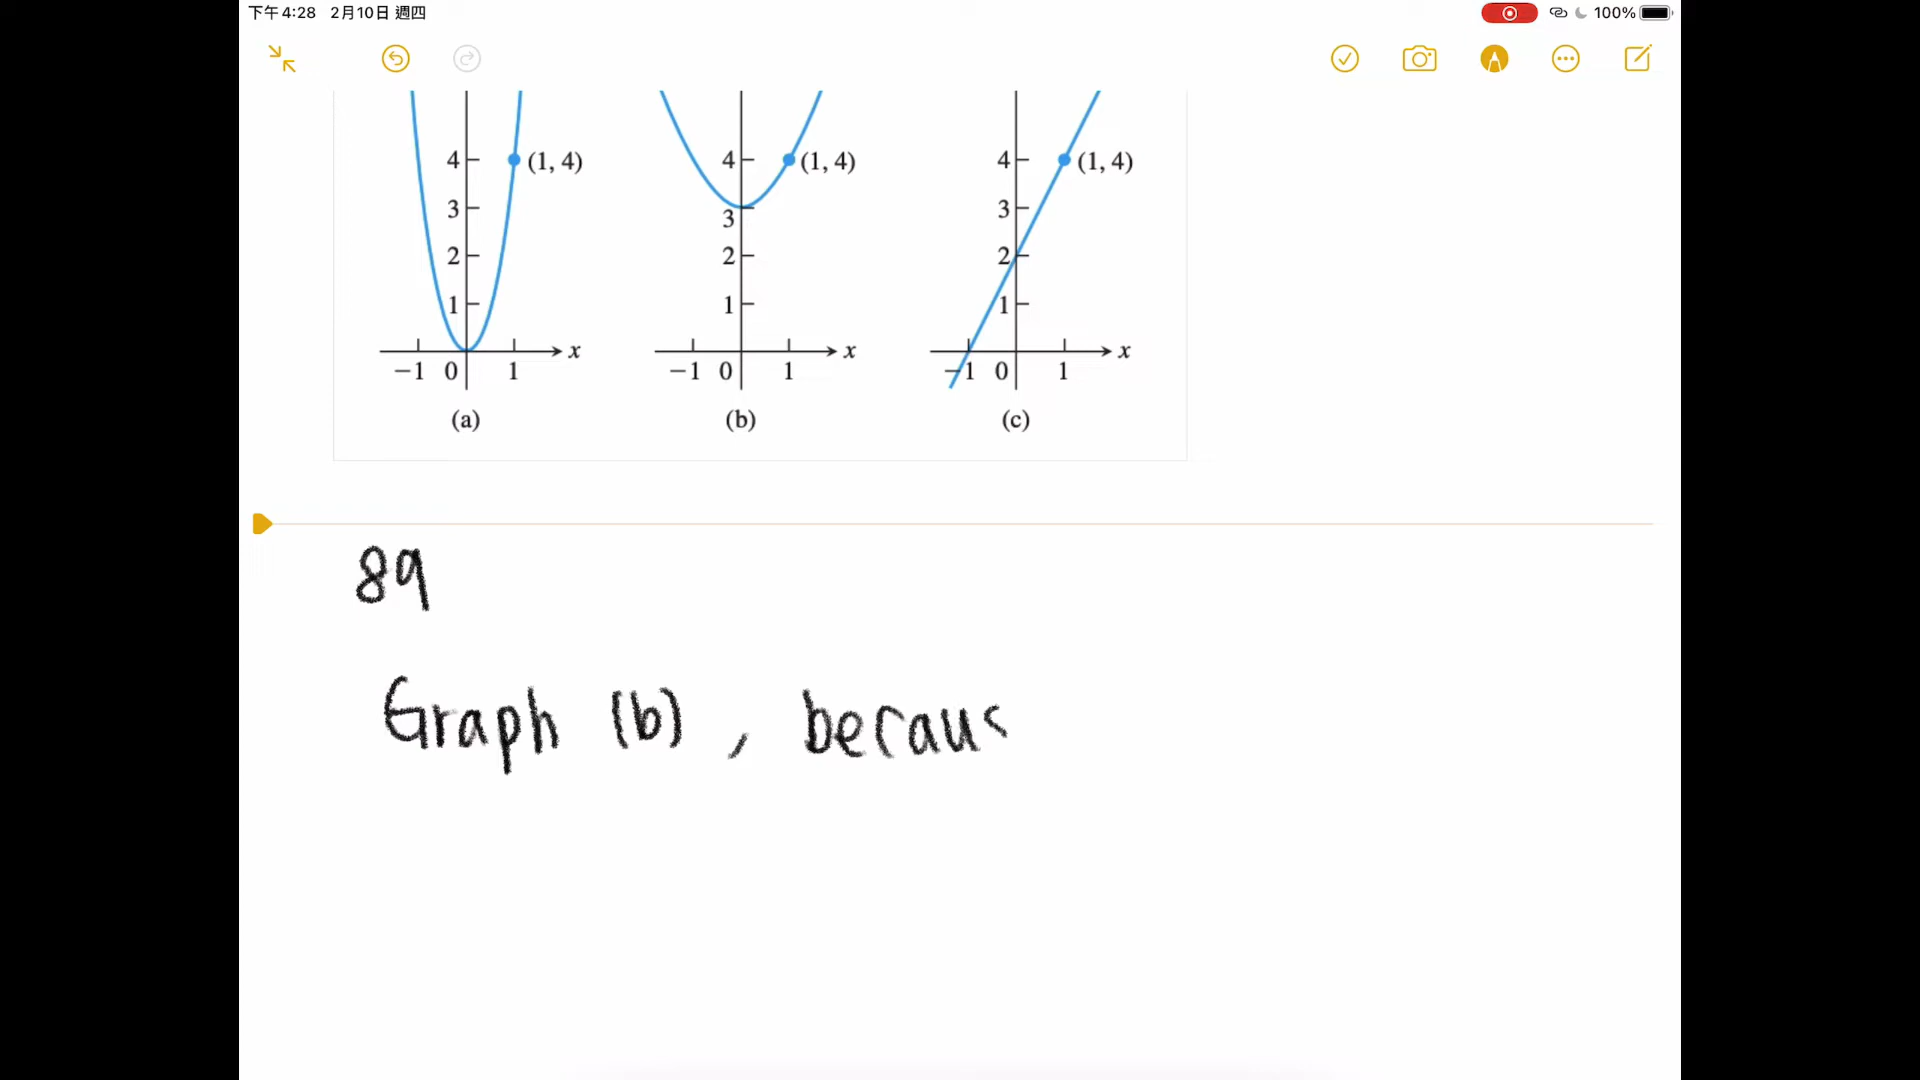 下午4:28 2月10日 週四 100%
4 (1, 4) 4 (1, 4) 4 (1, 4)
3 3 3
2 2 2
1 1 1
x x x
−1 0 1 −1 0 1 −1 0 1
(a) (b) (c)
89
Graph (b), becaus